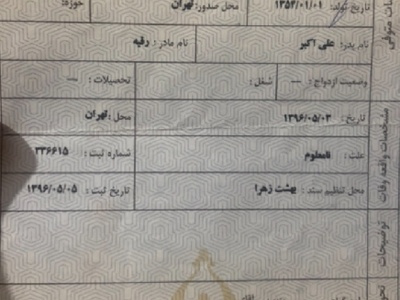 تاریخ تولد: ۱۳۵۴/۰۱/۰۱ محل صدور: تهران حوزه:
نام پدر: علی اکبر نام مادر: رقیه
وضعیت ازدواج: — شغل: تحصیلات: —
تاریخ: ۱۳۹۶/۰۵/۰۳ محل: تهران
علت: نامعلوم شماره ثبت: ۳۳۶۶۱۵
محل تنظیم سند: بهشت زهرا تاریخ ثبت: ۱۳۹۶/۰۵/۰۵
متوفی
مشخصات واقعه وفات
توضیحات